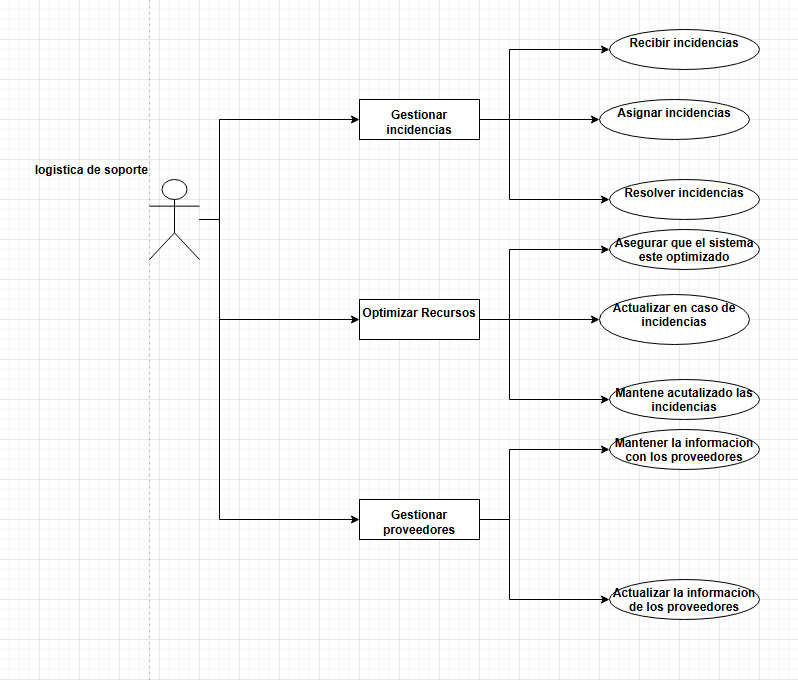 Recibir incidencias
Gestionar
incidencias
Asignar incidencias
logistica de soporte
Resolver incidencias
Asegurar que el sistema
este optimizado
Optimizar Recursos
Actualizar en caso de
incidencias
Mantene acutalizado las
incidencias
Mantener la informacion
con los proveedores
Gestionar
proveedores
Actualizar la informacion
de los proveedores